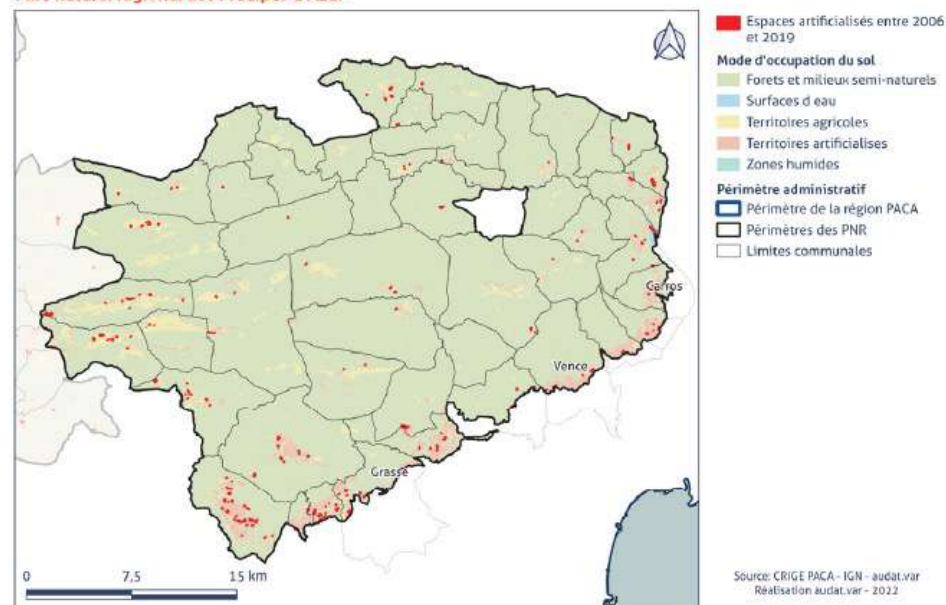 Espaces artificialisés entre 2006
et 2019
Mode d'occupation du sol
Forets et milieux semi-naturels
Surfaces d eau
Territoires agricoles
Territoires artificialises
Zones humides
Périmètre administratif
Périmètre de la région PACA
Périmètres des PNR
Limites communales
Carros
Vence
Grasse
0 7,5 15 km
Source: CRIGE PACA - IGN - audat.var
Réalisation audat.var - 2022